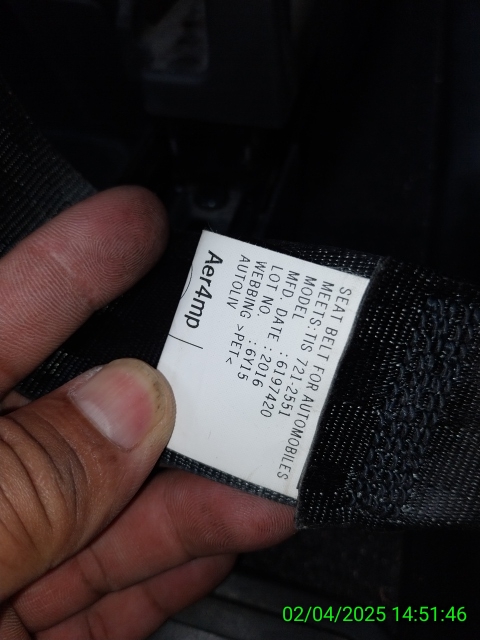 SEAT BELT FOR AUTOMOBILES
MEETS:TIS 721-2551
MODEL : 6197420
MFD. DATE : 2016
LOT NO. : 6Y15
WEBBING >PET<
AUTOLIV
Aer4mp
02/04/2025 14:51:46